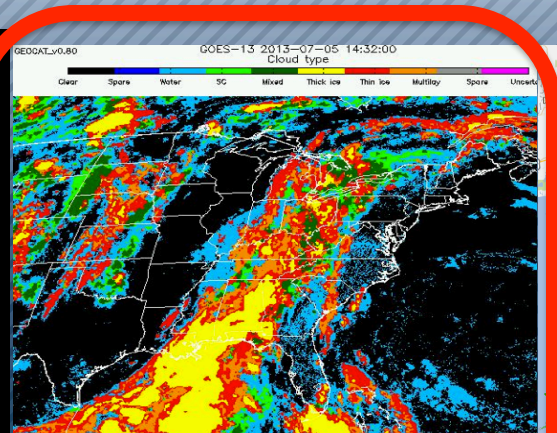 GEOCAT_v0.80
GOES-13 2013-07-05 14:32:00
Cloud type
Clear Spare Water SC Mixed Thick ice Thin ice Multilay Spare Uncerta